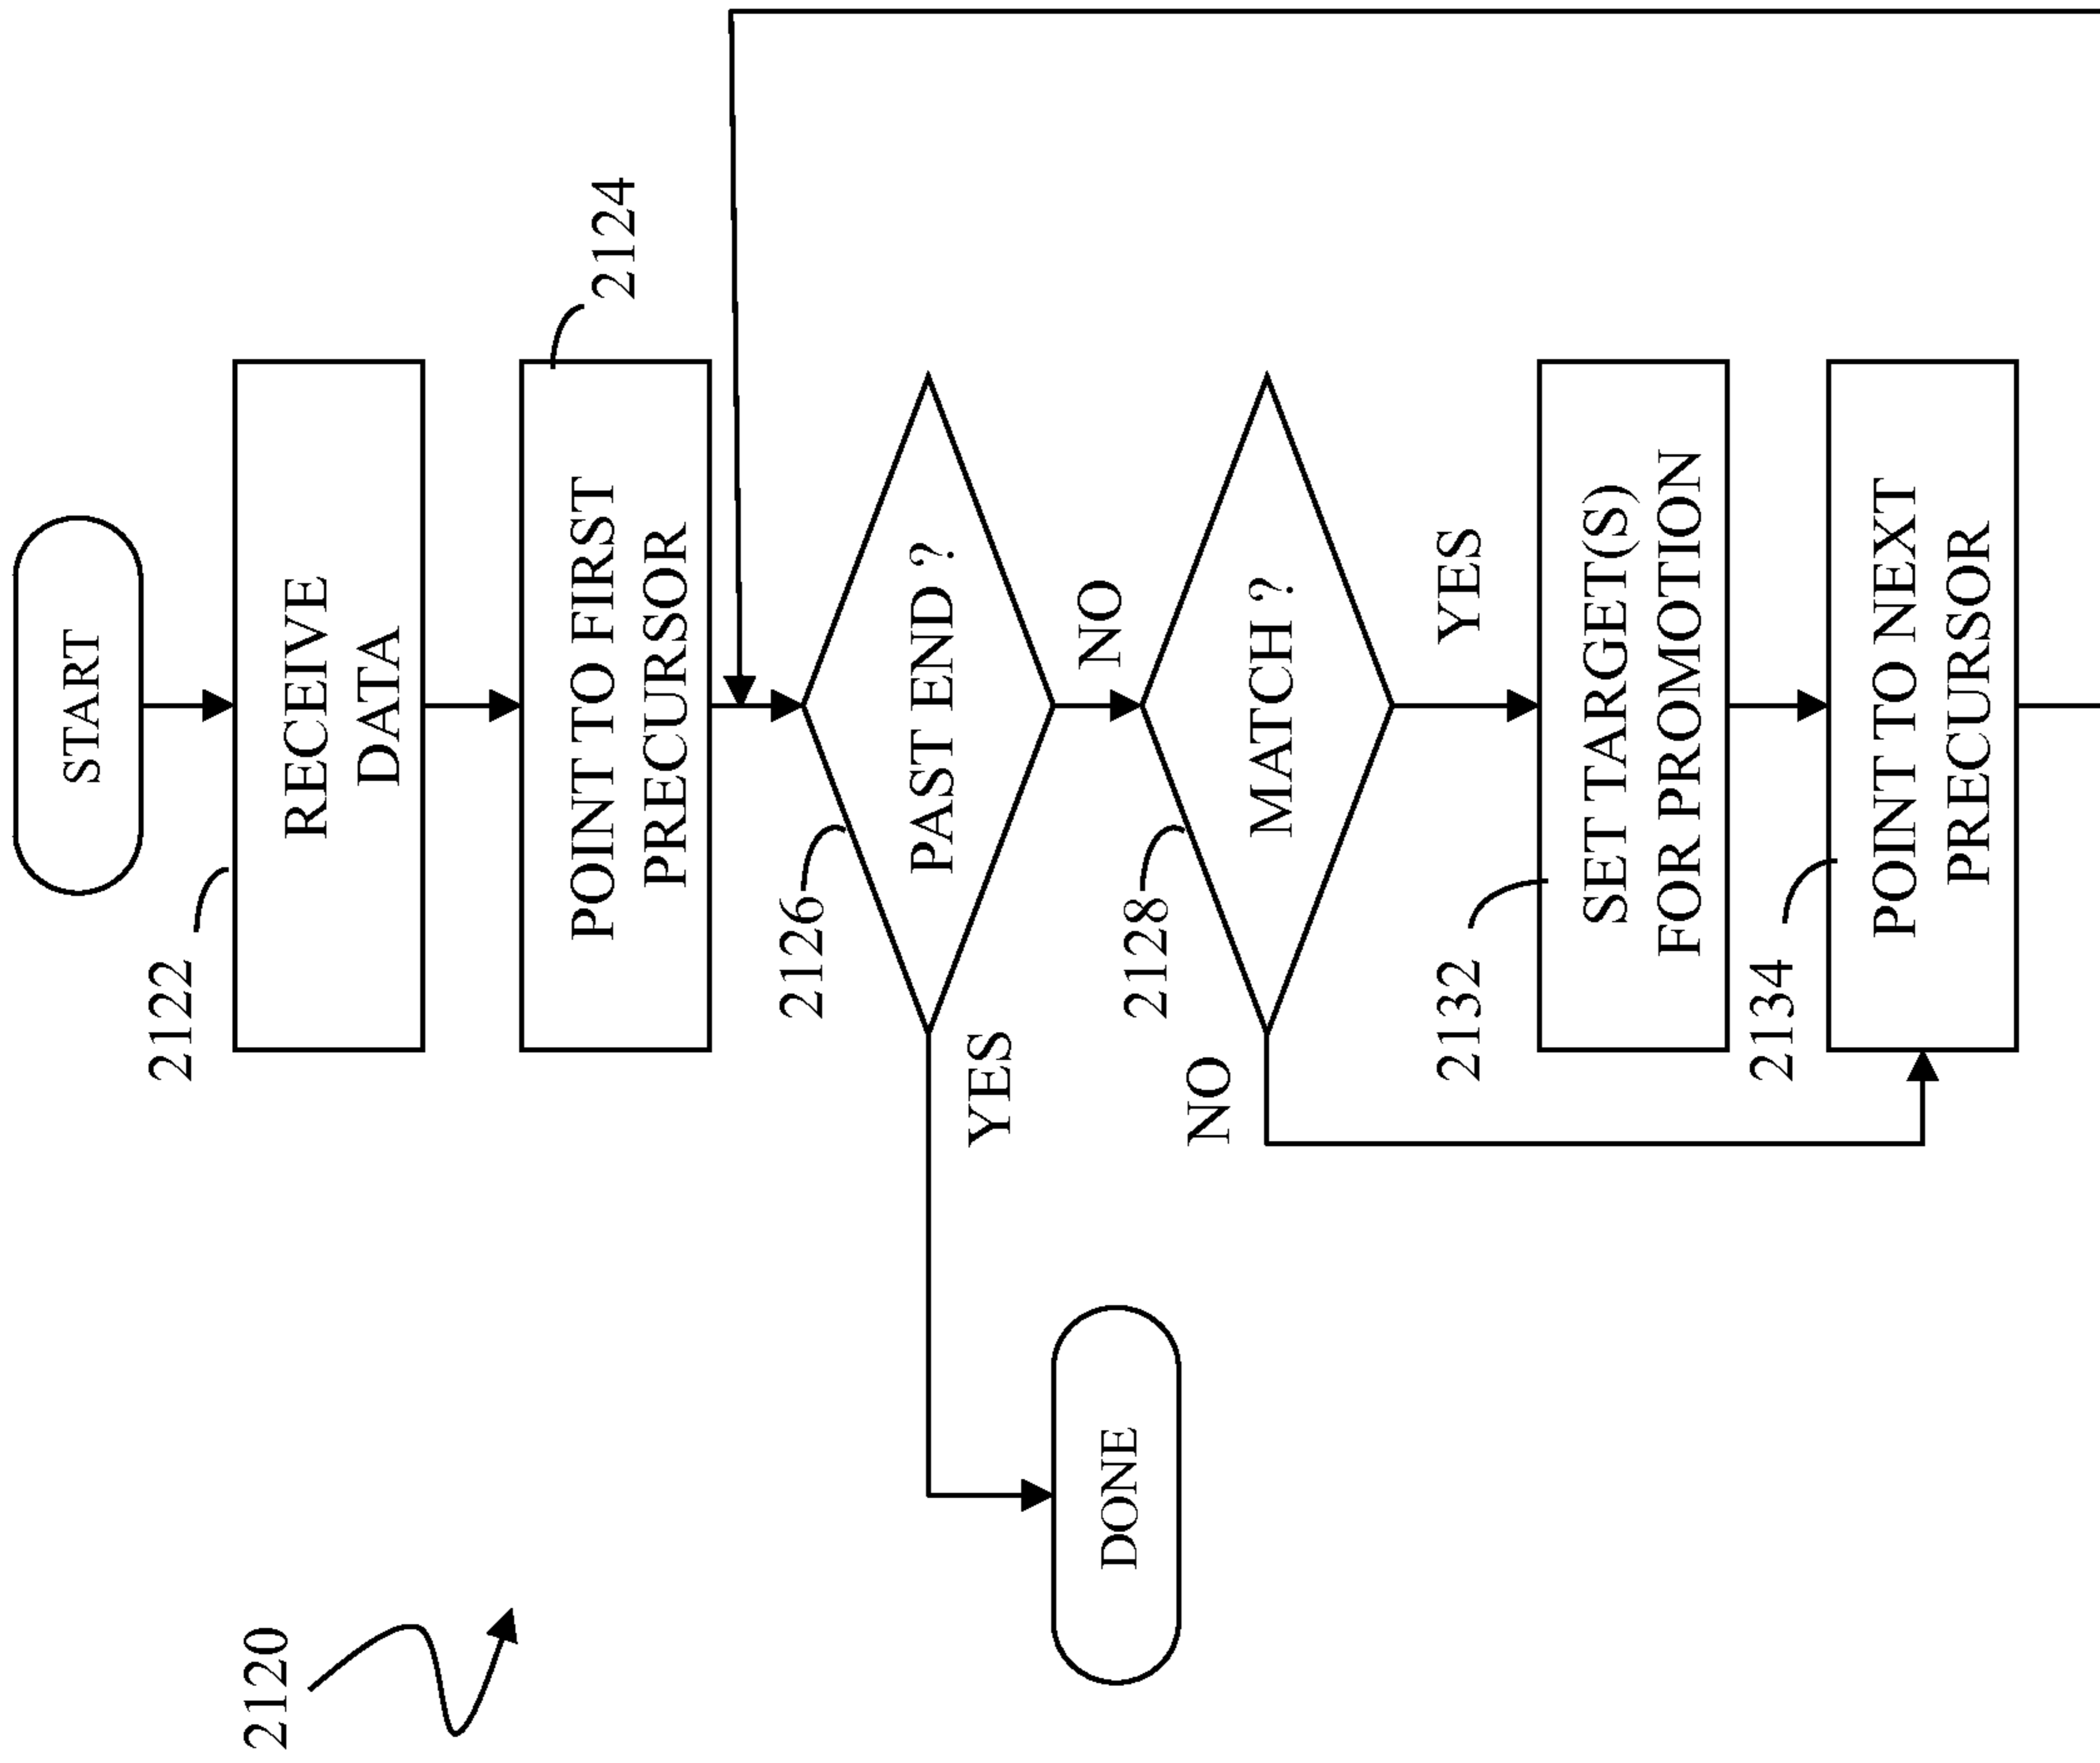 2120
START
2122
RECEIVE
DATA
2124
POINT TO FIRST
PRECURSOR
2126
PAST END ?
YES
NO
DONE
2128
MATCH ?
NO
YES
2132
SET TARGET(S)
FOR PROMOTION
2134
POINT TO NEXT
PRECURSOR